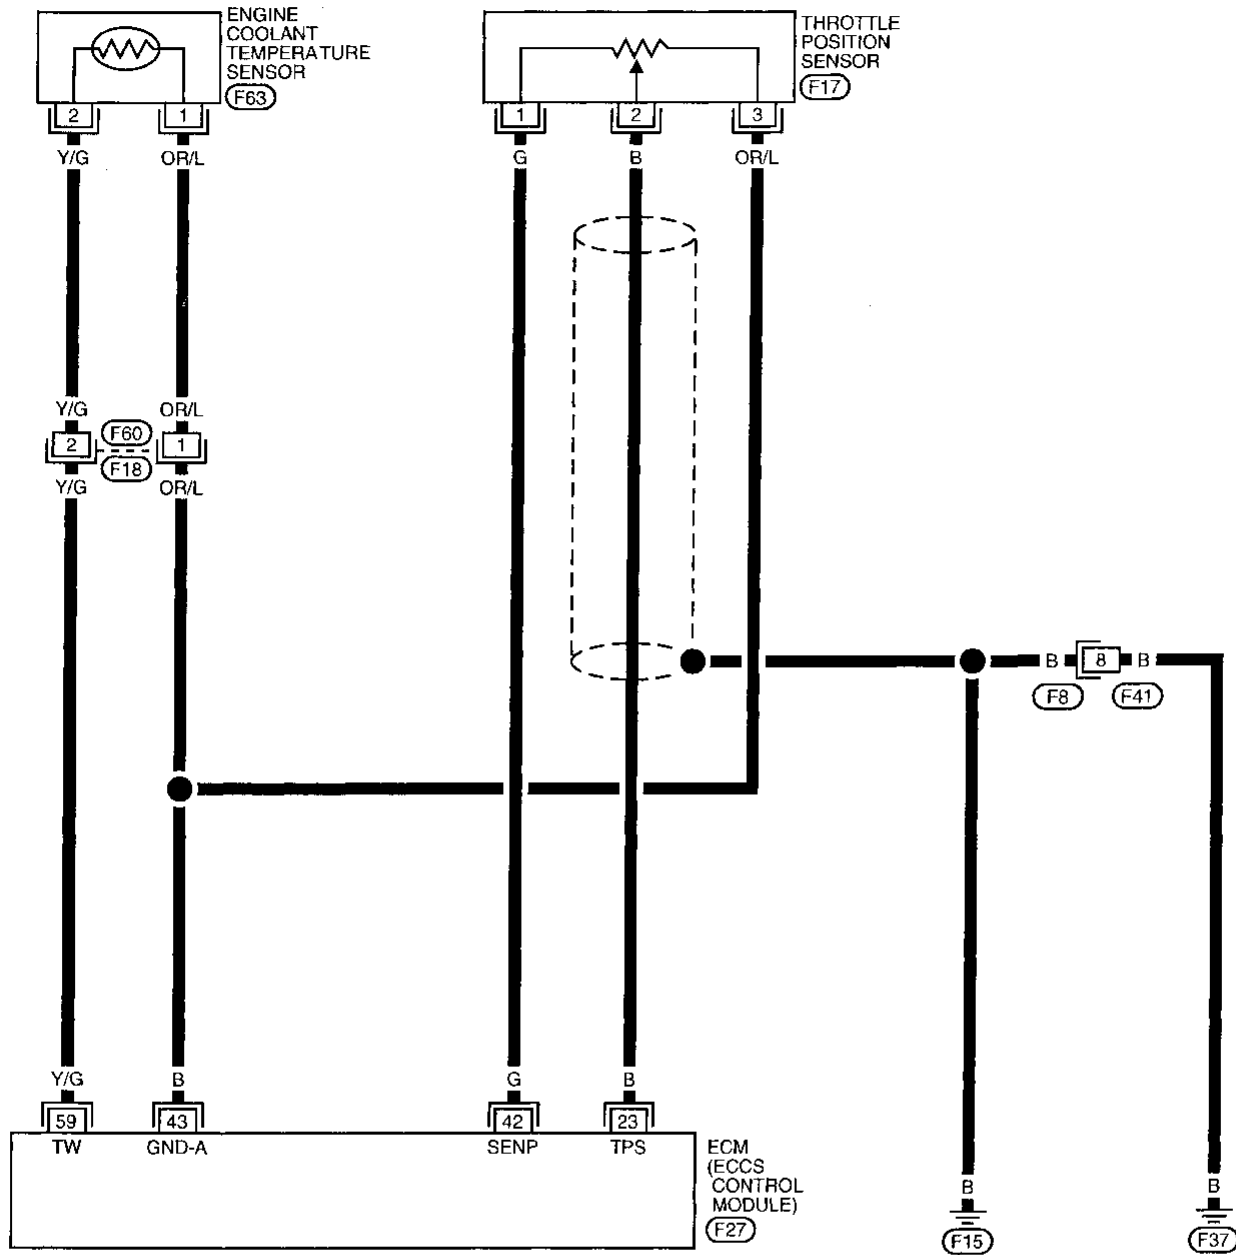 ENGINE
COOLANT
TEMPERATURE
SENSOR
F63
THROTTLE
POSITION
SENSOR
F17
2 1
1 2 3
Y/G OR/L
G B OR/L
Y/G OR/L
2 F60 1
F18
Y/G OR/L
B 8 B
F8 F41
Y/G B G B
59 43 42 23
TW GND-A SENP TPS
ECM
(ECCS
CONTROL
MODULE)
F27
B B
F15 F37